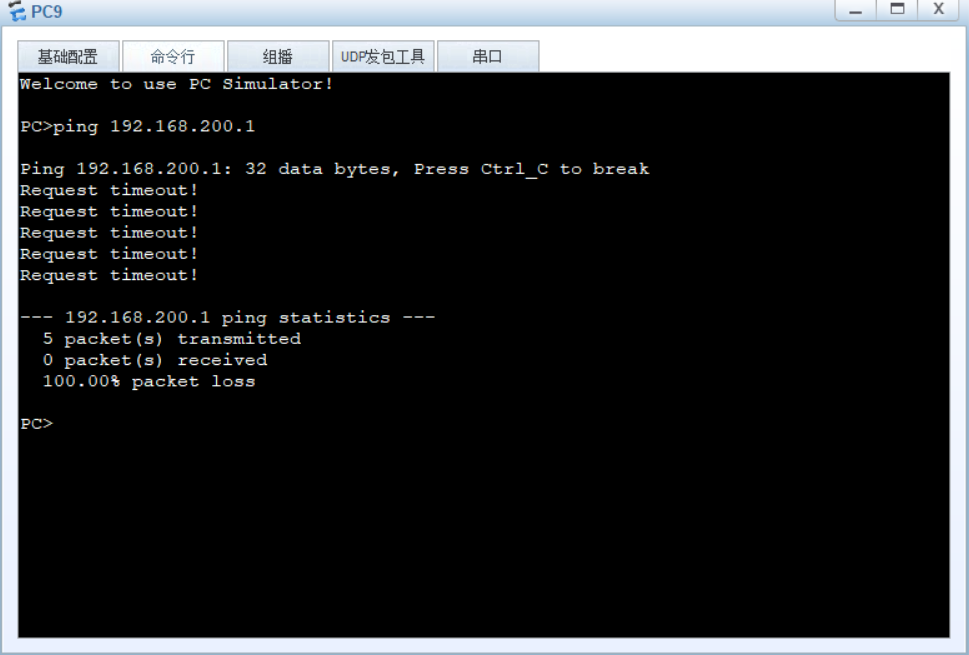 PC9
基础配置 命令行 组播 UDP发包工具 串口
Welcome to use PC Simulator!
PC>ping 192.168.200.1
Ping 192.168.200.1: 32 data bytes, Press Ctrl_C to break
Request timeout!
Request timeout!
Request timeout!
Request timeout!
Request timeout!
--- 192.168.200.1 ping statistics ---
5 packet(s) transmitted
0 packet(s) received
100.00% packet loss
PC>